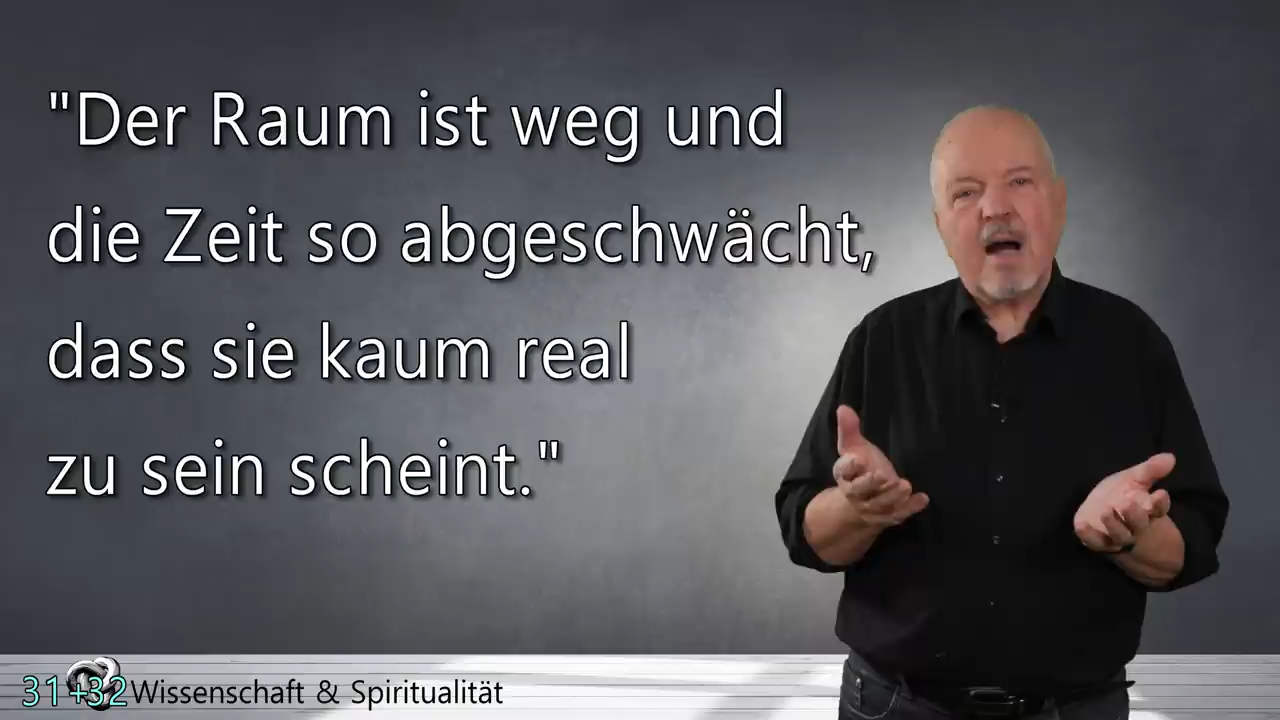 "Der Raum ist weg und
die Zeit so abgeschwächt,
dass sie kaum real
zu sein scheint."
31+32 Wissenschaft & Spiritualität